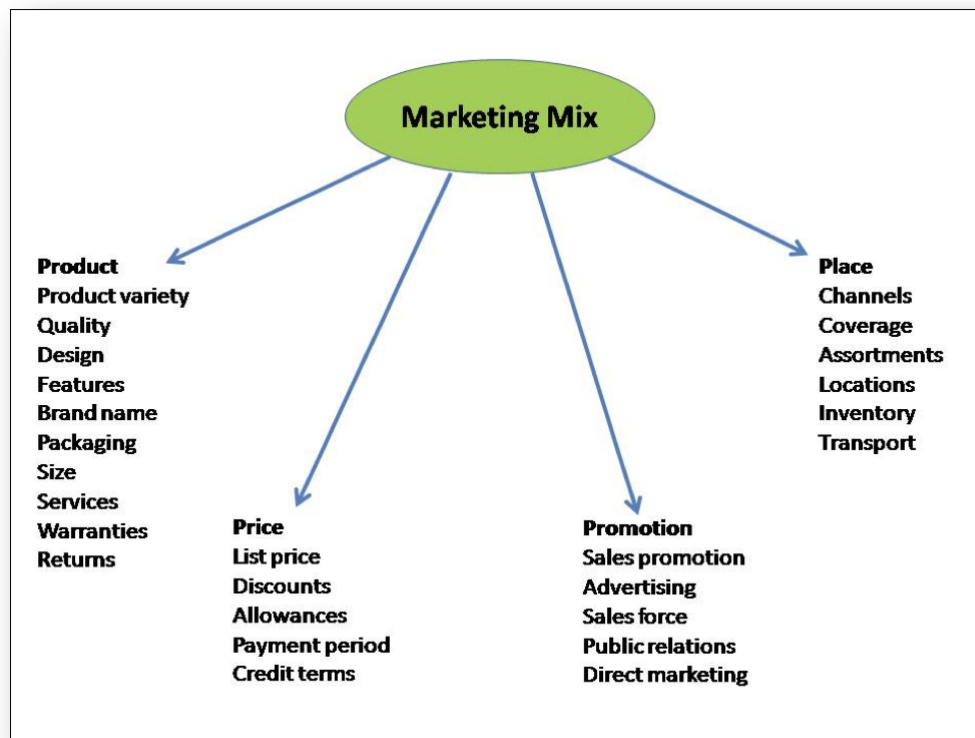 Marketing Mix
Product
Product variety
Quality
Design
Features
Brand name
Packaging
Size
Services
Warranties
Returns
Price
List price
Discounts
Allowances
Payment period
Credit terms
Promotion
Sales promotion
Advertising
Sales force
Public relations
Direct marketing
Place
Channels
Coverage
Assortments
Locations
Inventory
Transport